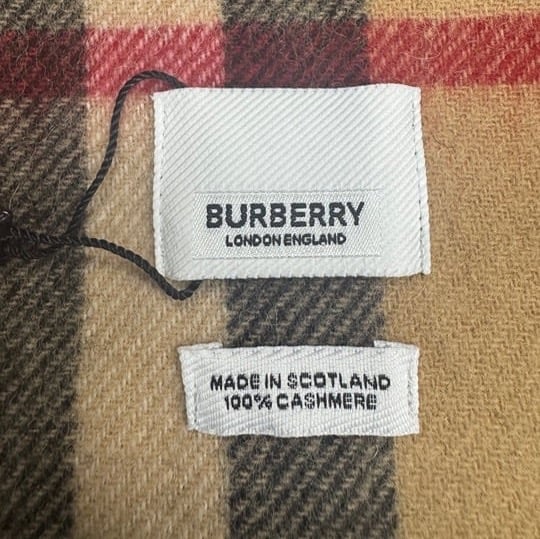 BURBERRY
LONDON ENGLAND
MADE IN SCOTLAND
100% CASHMERE